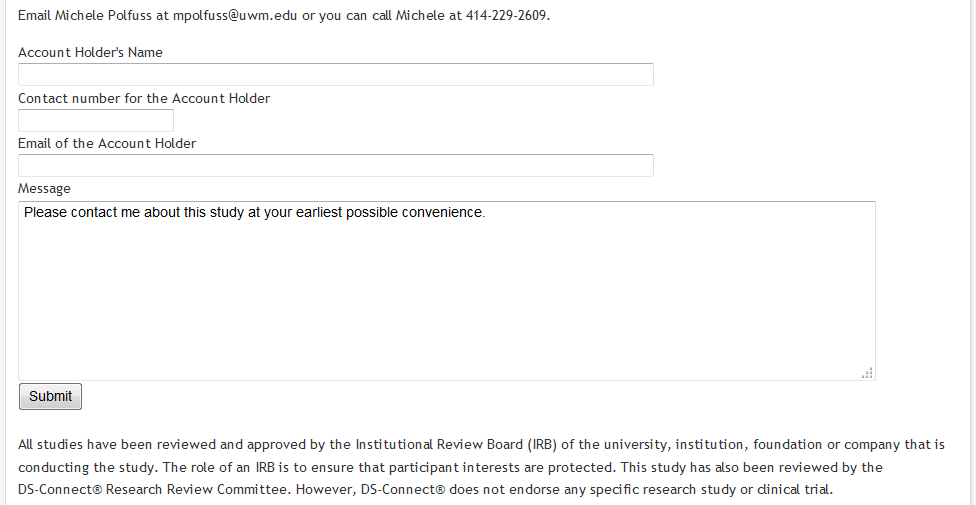 Email Michele Polfuss at mpolfuss@uwm.edu or you can call Michele at 414-229-2609.
Account Holder's Name
Contact number for the Account Holder
Email of the Account Holder
Message
Please contact me about this study at your earliest possible convenience.
Submit
All studies have been reviewed and approved by the Institutional Review Board (IRB) of the university, institution, foundation or company that is
conducting the study. The role of an IRB is to ensure that participant interests are protected. This study has also been reviewed by the
DS-Connect® Research Review Committee. However, DS-Connect® does not endorse any specific research study or clinical trial.